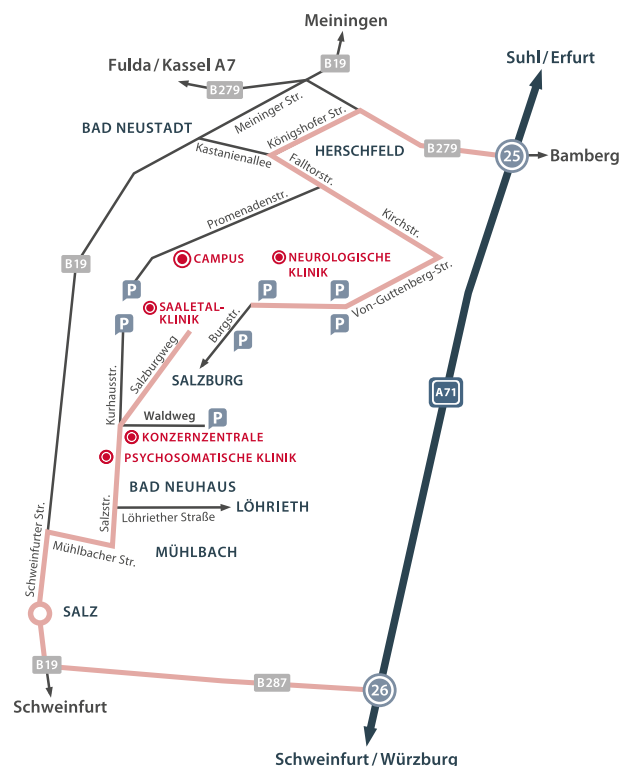 Meiningen
Suhl / Erfurt
Fulda / Kassel A7
B19
B279
Meininger Str.
BAD NEUSTADT
Königshofer Str.
Kastanienallee
HERSCHFELD
B279
25
Bamberg
Falltorstr.
Promenadenstr.
Kirchstr.
B19
CAMPUS
NEUROLOGISCHE
KLINIK
Von-Guttenberg-Str.
P
P
P
SAALETAL-
KLINIK
P
P
Burgstr.
P
Salzburgweg
SALZBURG
Kurhausstr.
A71
Waldweg
P
KONZERNZENTRALE
PSYCHOSOMATISCHE KLINIK
BAD NEUHAUS
Salzstr.
Löhriether Straße
LÖHRIETH
Schweinfurter Str.
Mühlbacher Str.
MÜHLBACH
SALZ
B19
B287
26
Schweinfurt
Schweinfurt / Würzburg